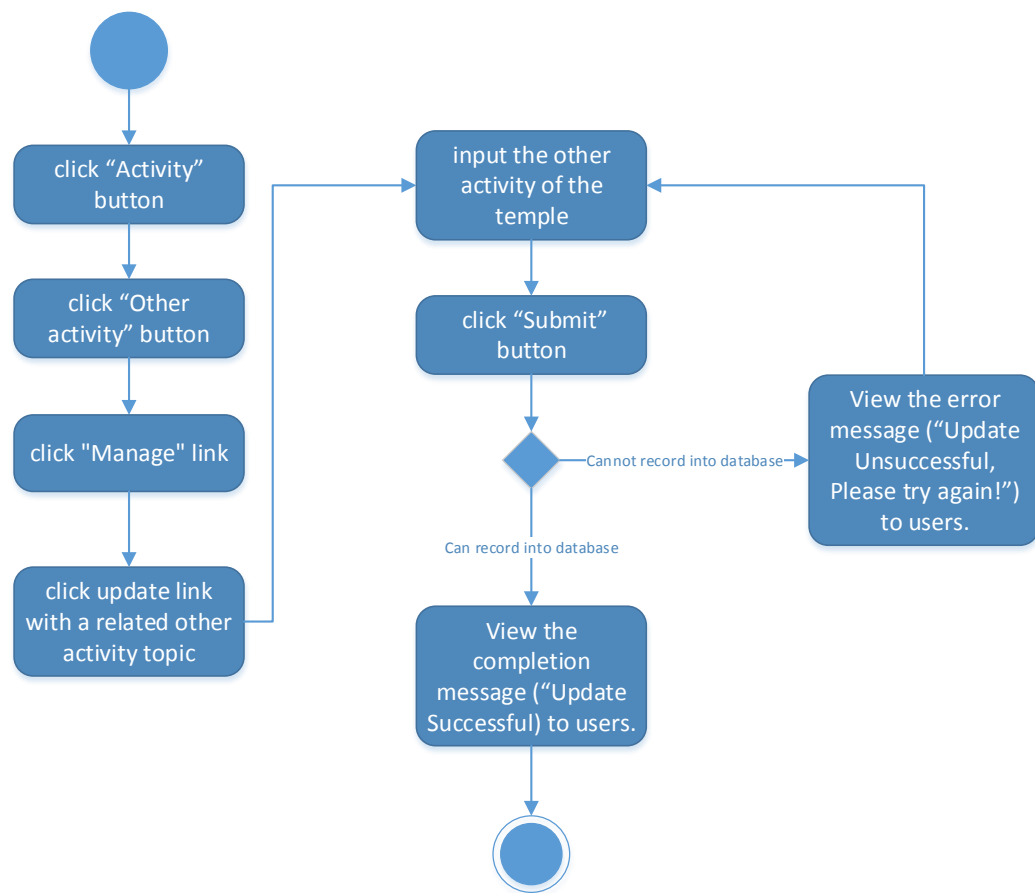 click “Activity”
button
click “Other
activity” button
click "Manage" link
click update link
with a related other
activity topic
input the other
activity of the
temple
click “Submit”
button
Cannot record into database
View the error
message (“Update
Unsuccessful,
Please try again!”)
to users.
Can record into database
View the
completion
message (“Update
Successful) to users.